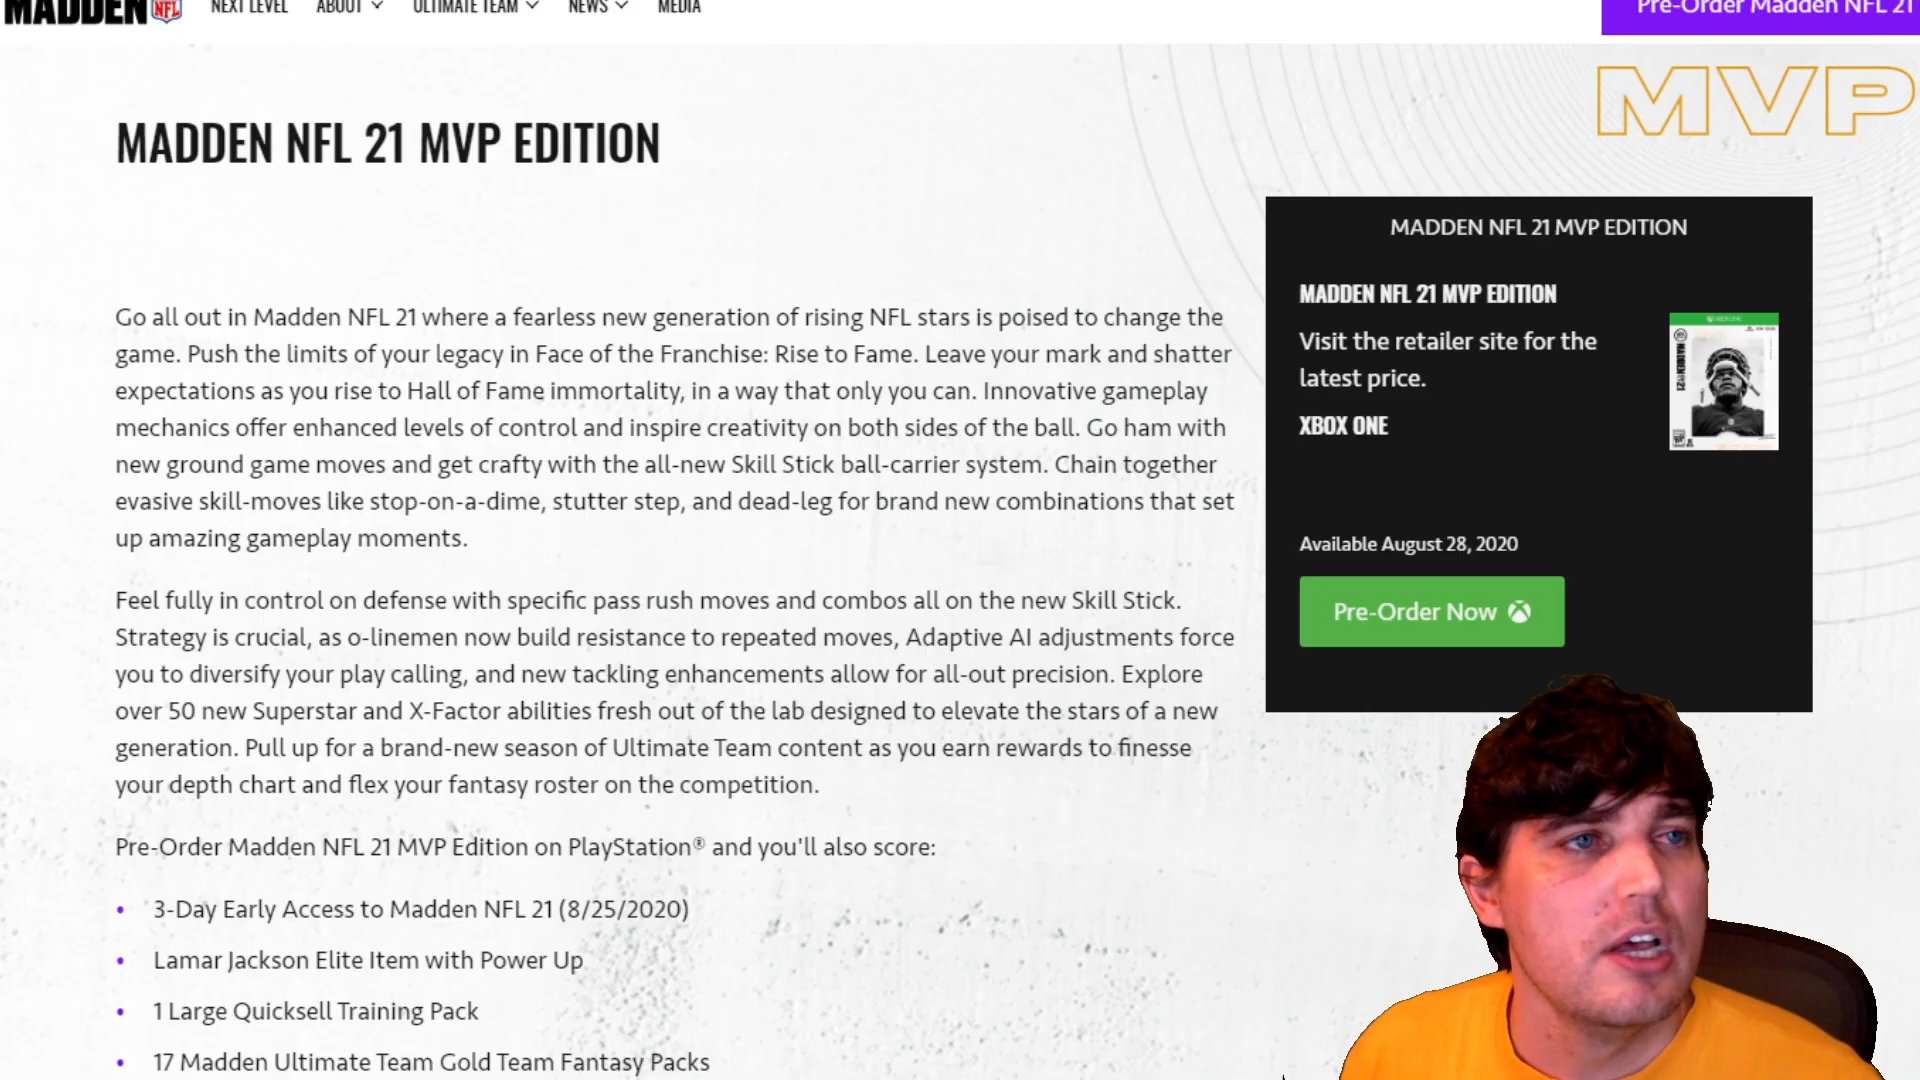 MADDEN NFL NEXT LEVEL ABOUT ULTIMATE TEAM NEWS MEDIA
Pre-Order Madden NFL 21
MVP
MADDEN NFL 21 MVP EDITION
Go all out in Madden NFL 21 where a fearless new generation of rising NFL stars is poised to change the
game. Push the limits of your legacy in Face of the Franchise: Rise to Fame. Leave your mark and shatter
expectations as you rise to Hall of Fame immortality, in a way that only you can. Innovative gameplay
mechanics offer enhanced levels of control and inspire creativity on both sides of the ball. Go ham with
new ground game moves and get crafty with the all-new Skill Stick ball-carrier system. Chain together
evasive skill-moves like stop-on-a-dime, stutter step, and dead-leg for brand new combinations that set
up amazing gameplay moments.
Feel fully in control on defense with specific pass rush moves and combos all on the new Skill Stick.
Strategy is crucial, as o-linemen now build resistance to repeated moves, Adaptive AI adjustments force
you to diversify your play calling, and new tackling enhancements allow for all-out precision. Explore
over 50 new Superstar and X-Factor abilities fresh out of the lab designed to elevate the stars of a new
generation. Pull up for a brand-new season of Ultimate Team content as you earn rewards to finesse
your depth chart and flex your fantasy roster on the competition.
Pre-Order Madden NFL 21 MVP Edition on PlayStation® and you'll also score:
• 3-Day Early Access to Madden NFL 21 (8/25/2020)
• Lamar Jackson Elite Item with Power Up
• 1 Large Quicksell Training Pack
• 17 Madden Ultimate Team Gold Team Fantasy Packs
MADDEN NFL 21 MVP EDITION
MADDEN NFL 21 MVP EDITION
Visit the retailer site for the
latest price.
XBOX ONE
XBOX ONE
MADDEN 21
Available August 28, 2020
Pre-Order Now